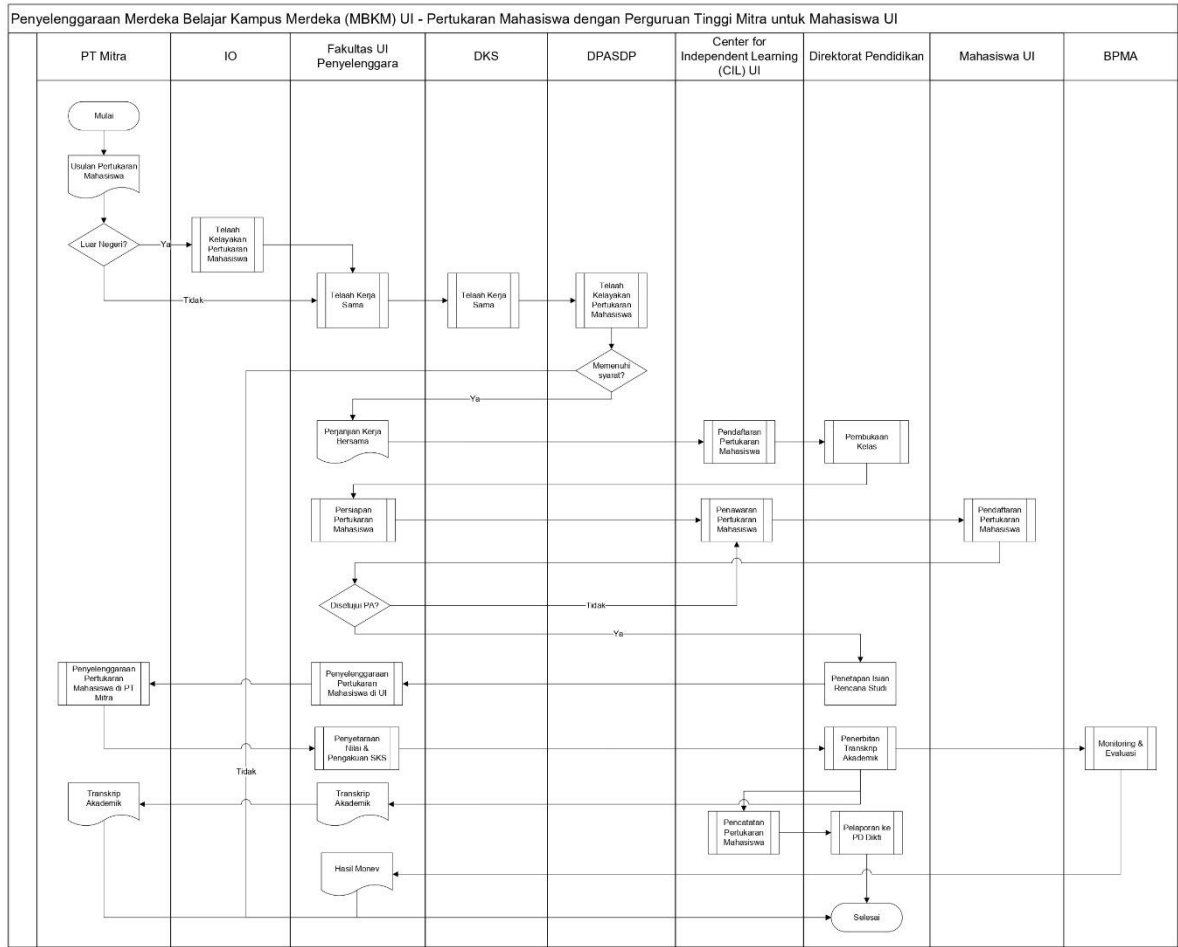 Penyelenggaraan Merdeka Belajar Kampus Merdeka (MBKM) UI - Pertukaran Mahasiswa dengan Perguruan Tinggi Mitra untuk Mahasiswa UI
PT Mitra
IO
Fakultas UI
Penyelenggara
DKS
DPASDP
Center for
Independent Learning
(CIL) UI
Direktorat Pendidikan
Mahasiswa UI
BPMA
Mulai
Usulan Pertukaran
Mahasiswa
Luar Negeri?
Ya
Telaah
Kelayakan
Pertukaran
Mahasiswa
Tidak
Telaah Kerja
Sama
Telaah Kerja
Sama
Telaah
Kelayakan
Pertukaran
Mahasiswa
Memenuhi
syarat?
Ya
Perjanjian Kerja
Bersama
Pendaftaran
Pertukaran
Mahasiswa
Pembukaan
Kelas
Persiapan
Pertukaran
Mahasiswa
Penawaran
Pertukaran
Mahasiswa
Pendaftaran
Pertukaran
Mahasiswa
Disetujui PA?
Tidak
Ya
Penyelenggaraan
Pertukaran
Mahasiswa di PT
Mitra
Penyelenggaraan
Pertukaran
Mahasiswa di UI
Penetapan Isian
Rencana Studi
Penyetaraan
Nilai &
Pengakuan SKS
Penerbitan
Transkrip
Akademik
Monitoring &
Evaluasi
Tidak
Transkrip
Akademik
Transkrip
Akademik
Pencatatan
Pertukaran
Mahasiswa
Pelaporan ke
PD Dikti
Hasil Monev
Selesai